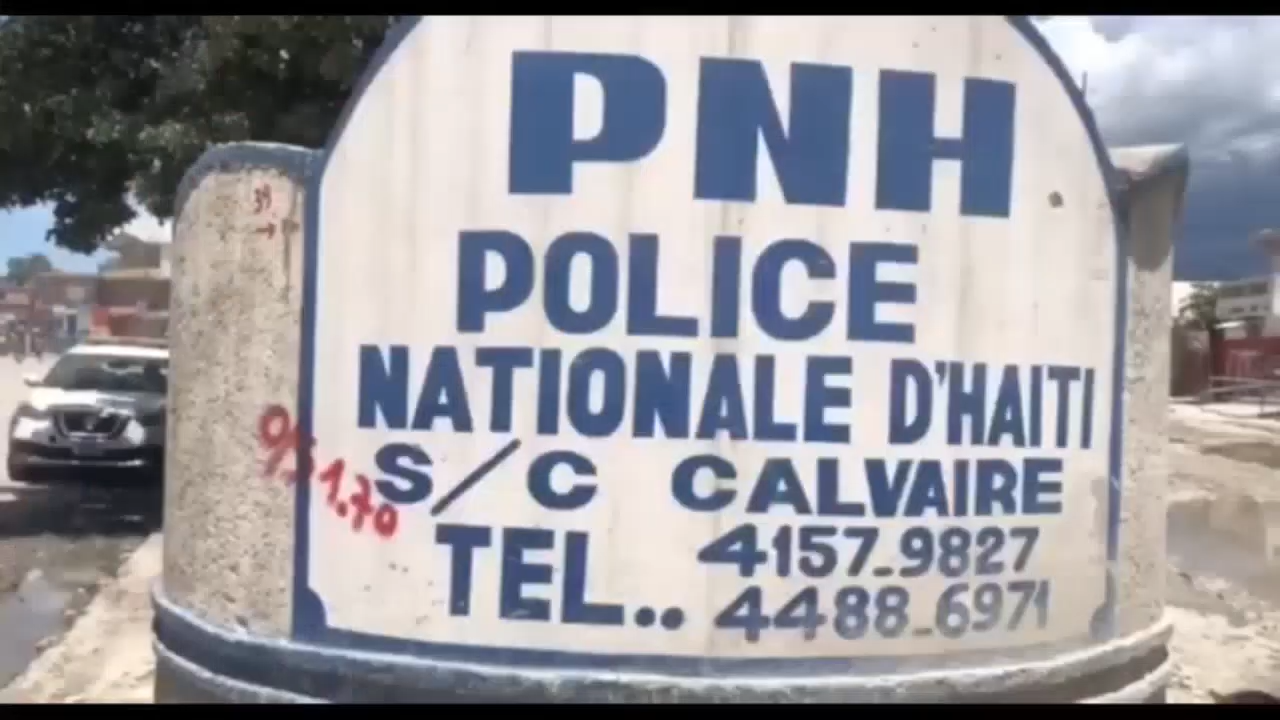 PNH
POLICE
NATIONALE D'HAITI
S/C CALVAIRE
TEL.. 4157-9827
4488-6971